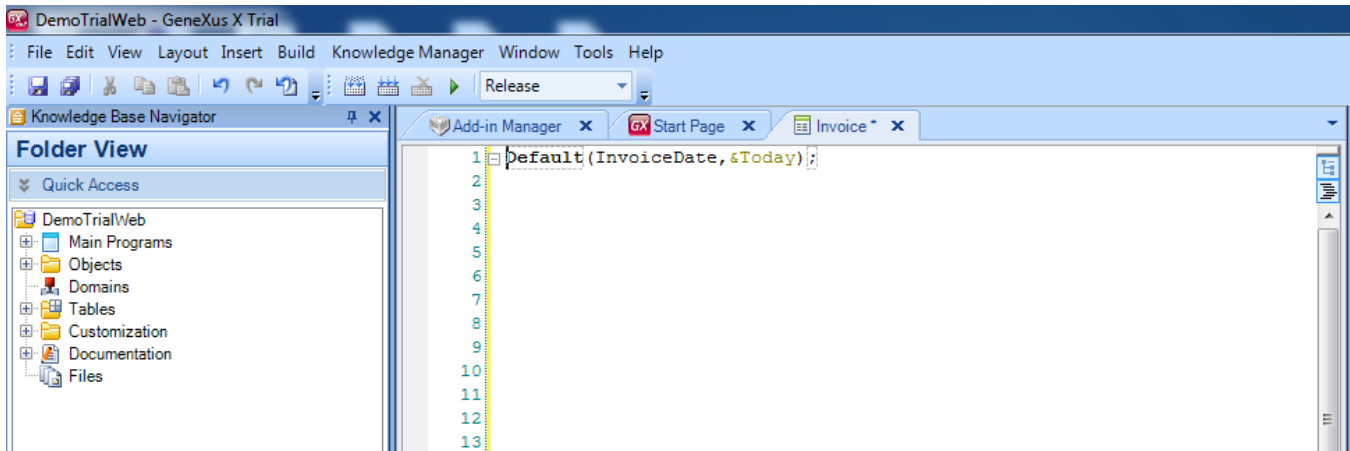 DemoTrialWeb - GeneXus X Trial
File Edit View Layout Insert Build Knowledge Manager Window Tools Help
Release
Knowledge Base Navigator
Add-in Manager
GX Start Page
Invoice *
Folder View
Quick Access
DemoTrialWeb
Main Programs
Objects
Domains
Tables
Customization
Documentation
Files
1 Default(InvoiceDate,&Today);
2
3
4
5
6
7
8
9
10
11
12
13